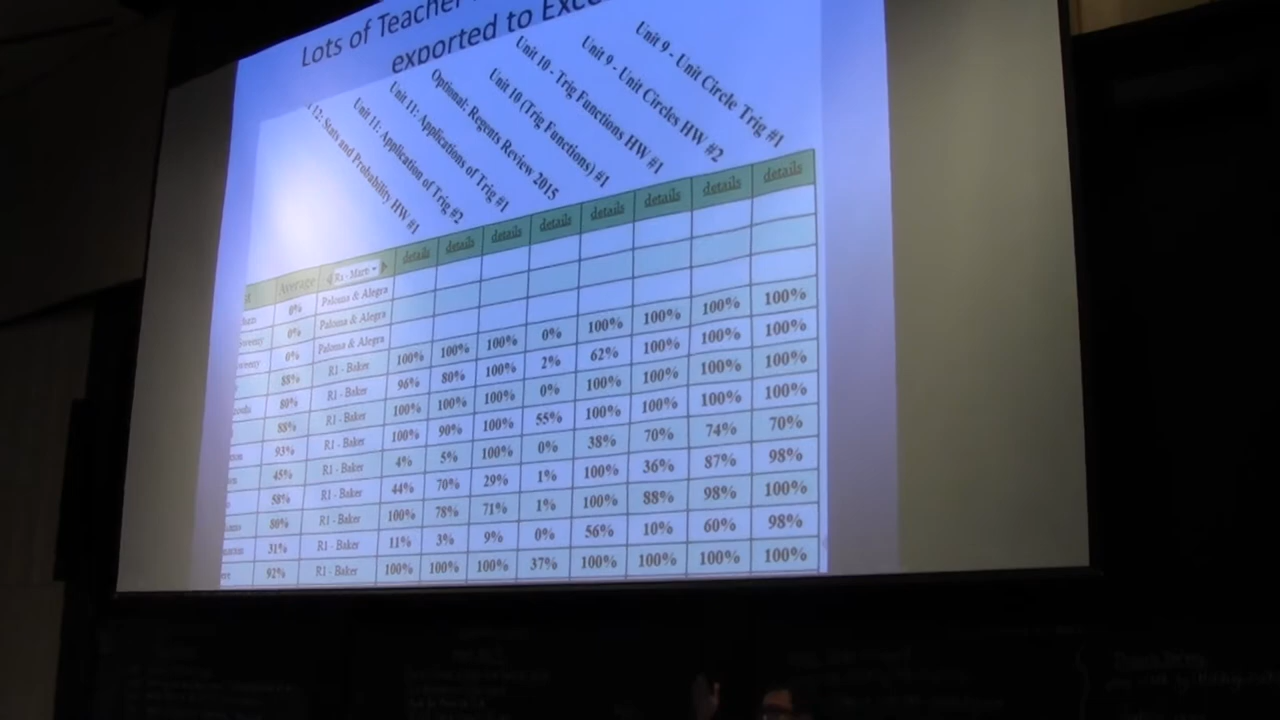 Lots of Teacher
exported to
12: Stats and Probability HW #1
Unit 11: Application of Trig #2
Unit 11: Applications of Trig #1
Optional: Regents Review 2015
Unit 10 (Trig Functions) #1
Unit 10 - Trig Functions HW #1
Unit 9 - Unit Circles HW #2
Unit 9 - Unit Circle Trig #1
Average details details details details details details details details
0% Paloma & Alegra
0% Paloma & Alegra
0% Paloma & Alegra
88% R1 - Baker 100% 100% 100% 0% 100% 100% 100% 100%
80% R1 - Baker 96% 80% 100% 2% 62% 100% 100% 100%
88% R1 - Baker 100% 100% 100% 0% 100% 100% 100% 100%
93% R1 - Baker 100% 90% 100% 55% 100% 100% 100% 100%
45% R1 - Baker 4% 5% 100% 0% 38% 70% 74% 70%
58% R1 - Baker 44% 70% 29% 1% 100% 36% 87% 98%
80% R1 - Baker 100% 78% 71% 1% 100% 88% 98% 100%
31% R1 - Baker 11% 3% 9% 0% 56% 10% 60% 98%
92% R1 - Baker 100% 100% 100% 37% 100% 100% 100% 100%